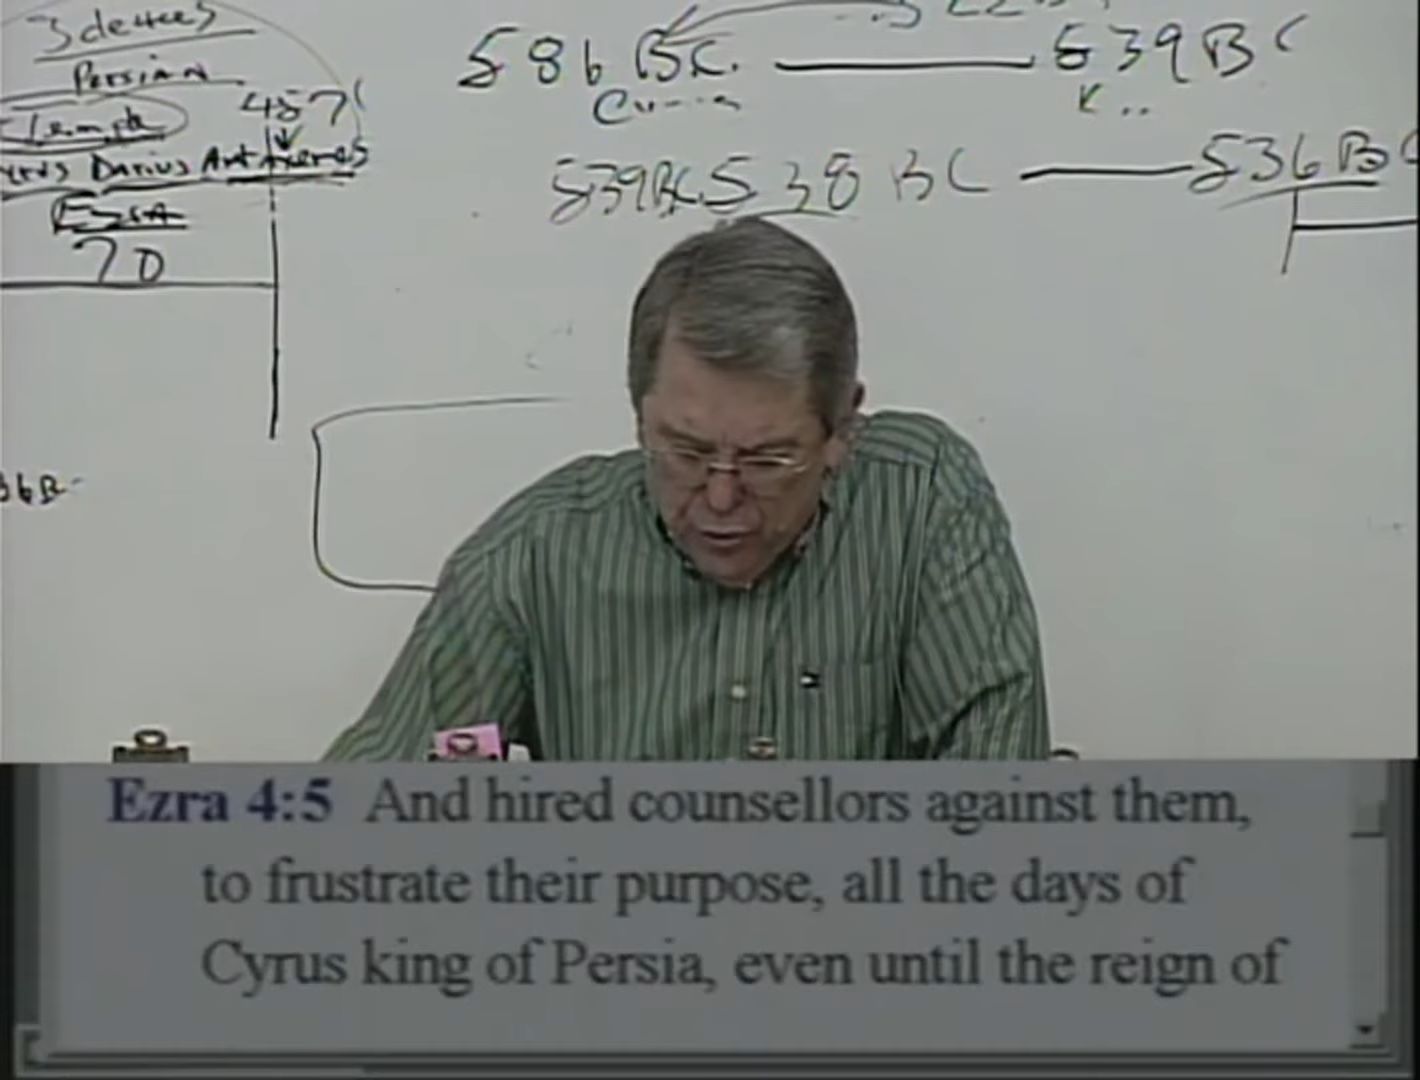 3 decrees
Persian
Temple
457
Darius Artaxerxes
Ezra
70
586 BC. 539 BC
539BC 538 BC 536 BC
Ezra 4:5 And hired counsellors against them,
to frustrate their purpose, all the days of
Cyrus king of Persia, even until the reign of